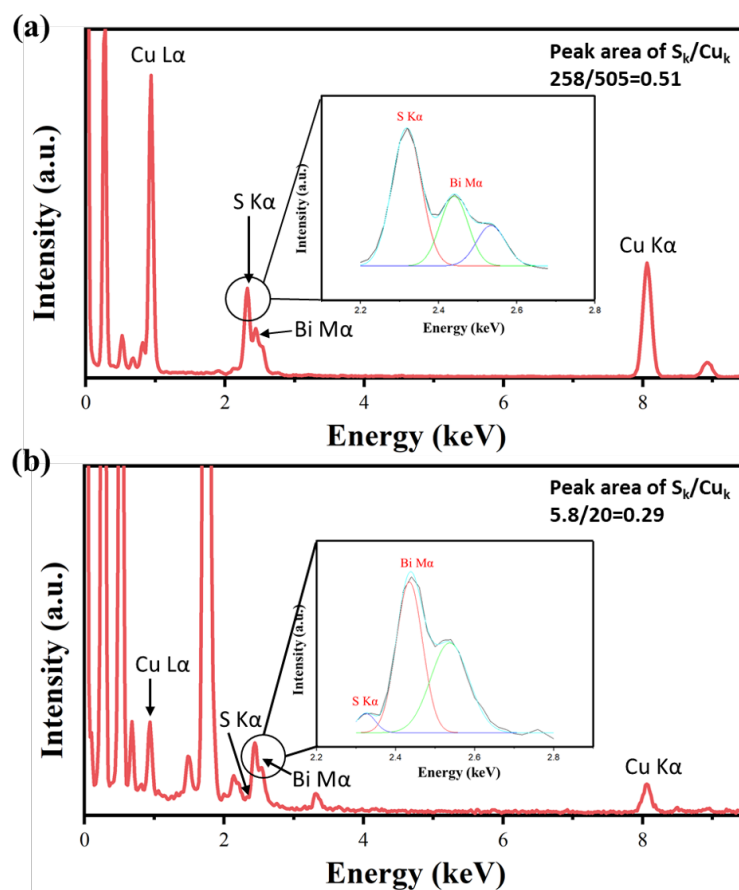 (a)
Cu Lα
Peak area of Sk/Cuk
258/505=0.51
S Kα
Bi Mα
Intensity (a.u.)
2.2
2.4
2.6
2.8
Energy (keV)
S Kα
Bi Mα
Cu Kα
Intensity (a.u.)
0
2
4
6
8
Energy (keV)
(b)
Peak area of Sk/Cuk
5.8/20=0.29
Bi Mα
S Kα
Intensity (a.u.)
2.2
2.4
2.6
2.8
Energy (keV)
Cu Lα
S Kα
Bi Mα
Cu Kα
Intensity (a.u.)
0
2
4
6
8
Energy (keV)